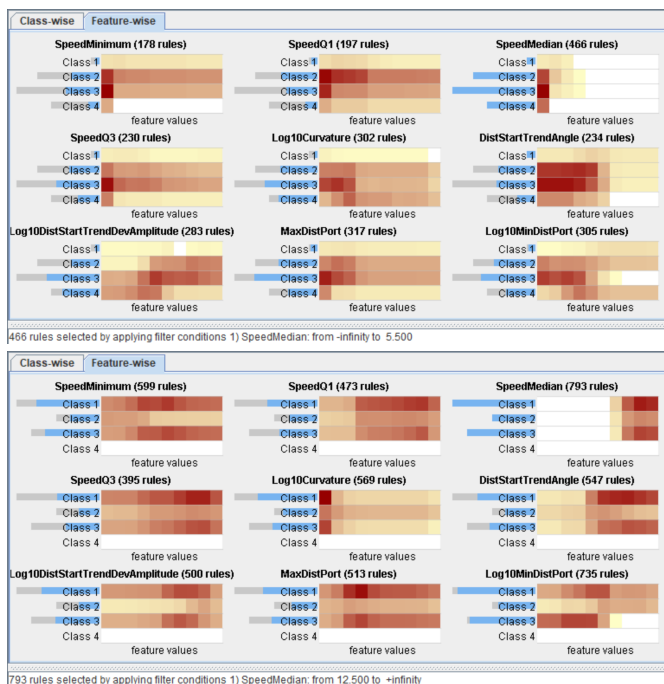 Class-wise Feature-wise
SpeedMinimum (178 rules) SpeedQ1 (197 rules) SpeedMedian (466 rules)
Class 1 Class 1 Class 1
Class 2 Class 2 Class 2
Class 3 Class 3 Class 3
Class 4 Class 4 Class 4
feature values feature values feature values
SpeedQ3 (230 rules) Log10Curvature (302 rules) DistStartTrendAngle (234 rules)
Class 1 Class 1 Class 1
Class 2 Class 2 Class 2
Class 3 Class 3 Class 3
Class 4 Class 4 Class 4
feature values feature values feature values
Log10DistStartTrendDevAmplitude (283 rules) MaxDistPort (317 rules) Log10MinDistPort (305 rules)
Class 1 Class 1 Class 1
Class 2 Class 2 Class 2
Class 3 Class 3 Class 3
Class 4 Class 4 Class 4
feature values feature values feature values
466 rules selected by applying filter conditions 1) SpeedMedian: from -infinity to 5.500
Class-wise Feature-wise
SpeedMinimum (599 rules) SpeedQ1 (473 rules) SpeedMedian (793 rules)
Class 1 Class 1 Class 1
Class 2 Class 2 Class 2
Class 3 Class 3 Class 3
Class 4 Class 4 Class 4
feature values feature values feature values
SpeedQ3 (395 rules) Log10Curvature (569 rules) DistStartTrendAngle (547 rules)
Class 1 Class 1 Class 1
Class 2 Class 2 Class 2
Class 3 Class 3 Class 3
Class 4 Class 4 Class 4
feature values feature values feature values
Log10DistStartTrendDevAmplitude (500 rules) MaxDistPort (513 rules) Log10MinDistPort (735 rules)
Class 1 Class 1 Class 1
Class 2 Class 2 Class 2
Class 3 Class 3 Class 3
Class 4 Class 4 Class 4
feature values feature values feature values
793 rules selected by applying filter conditions 1) SpeedMedian: from 12.500 to +infinity